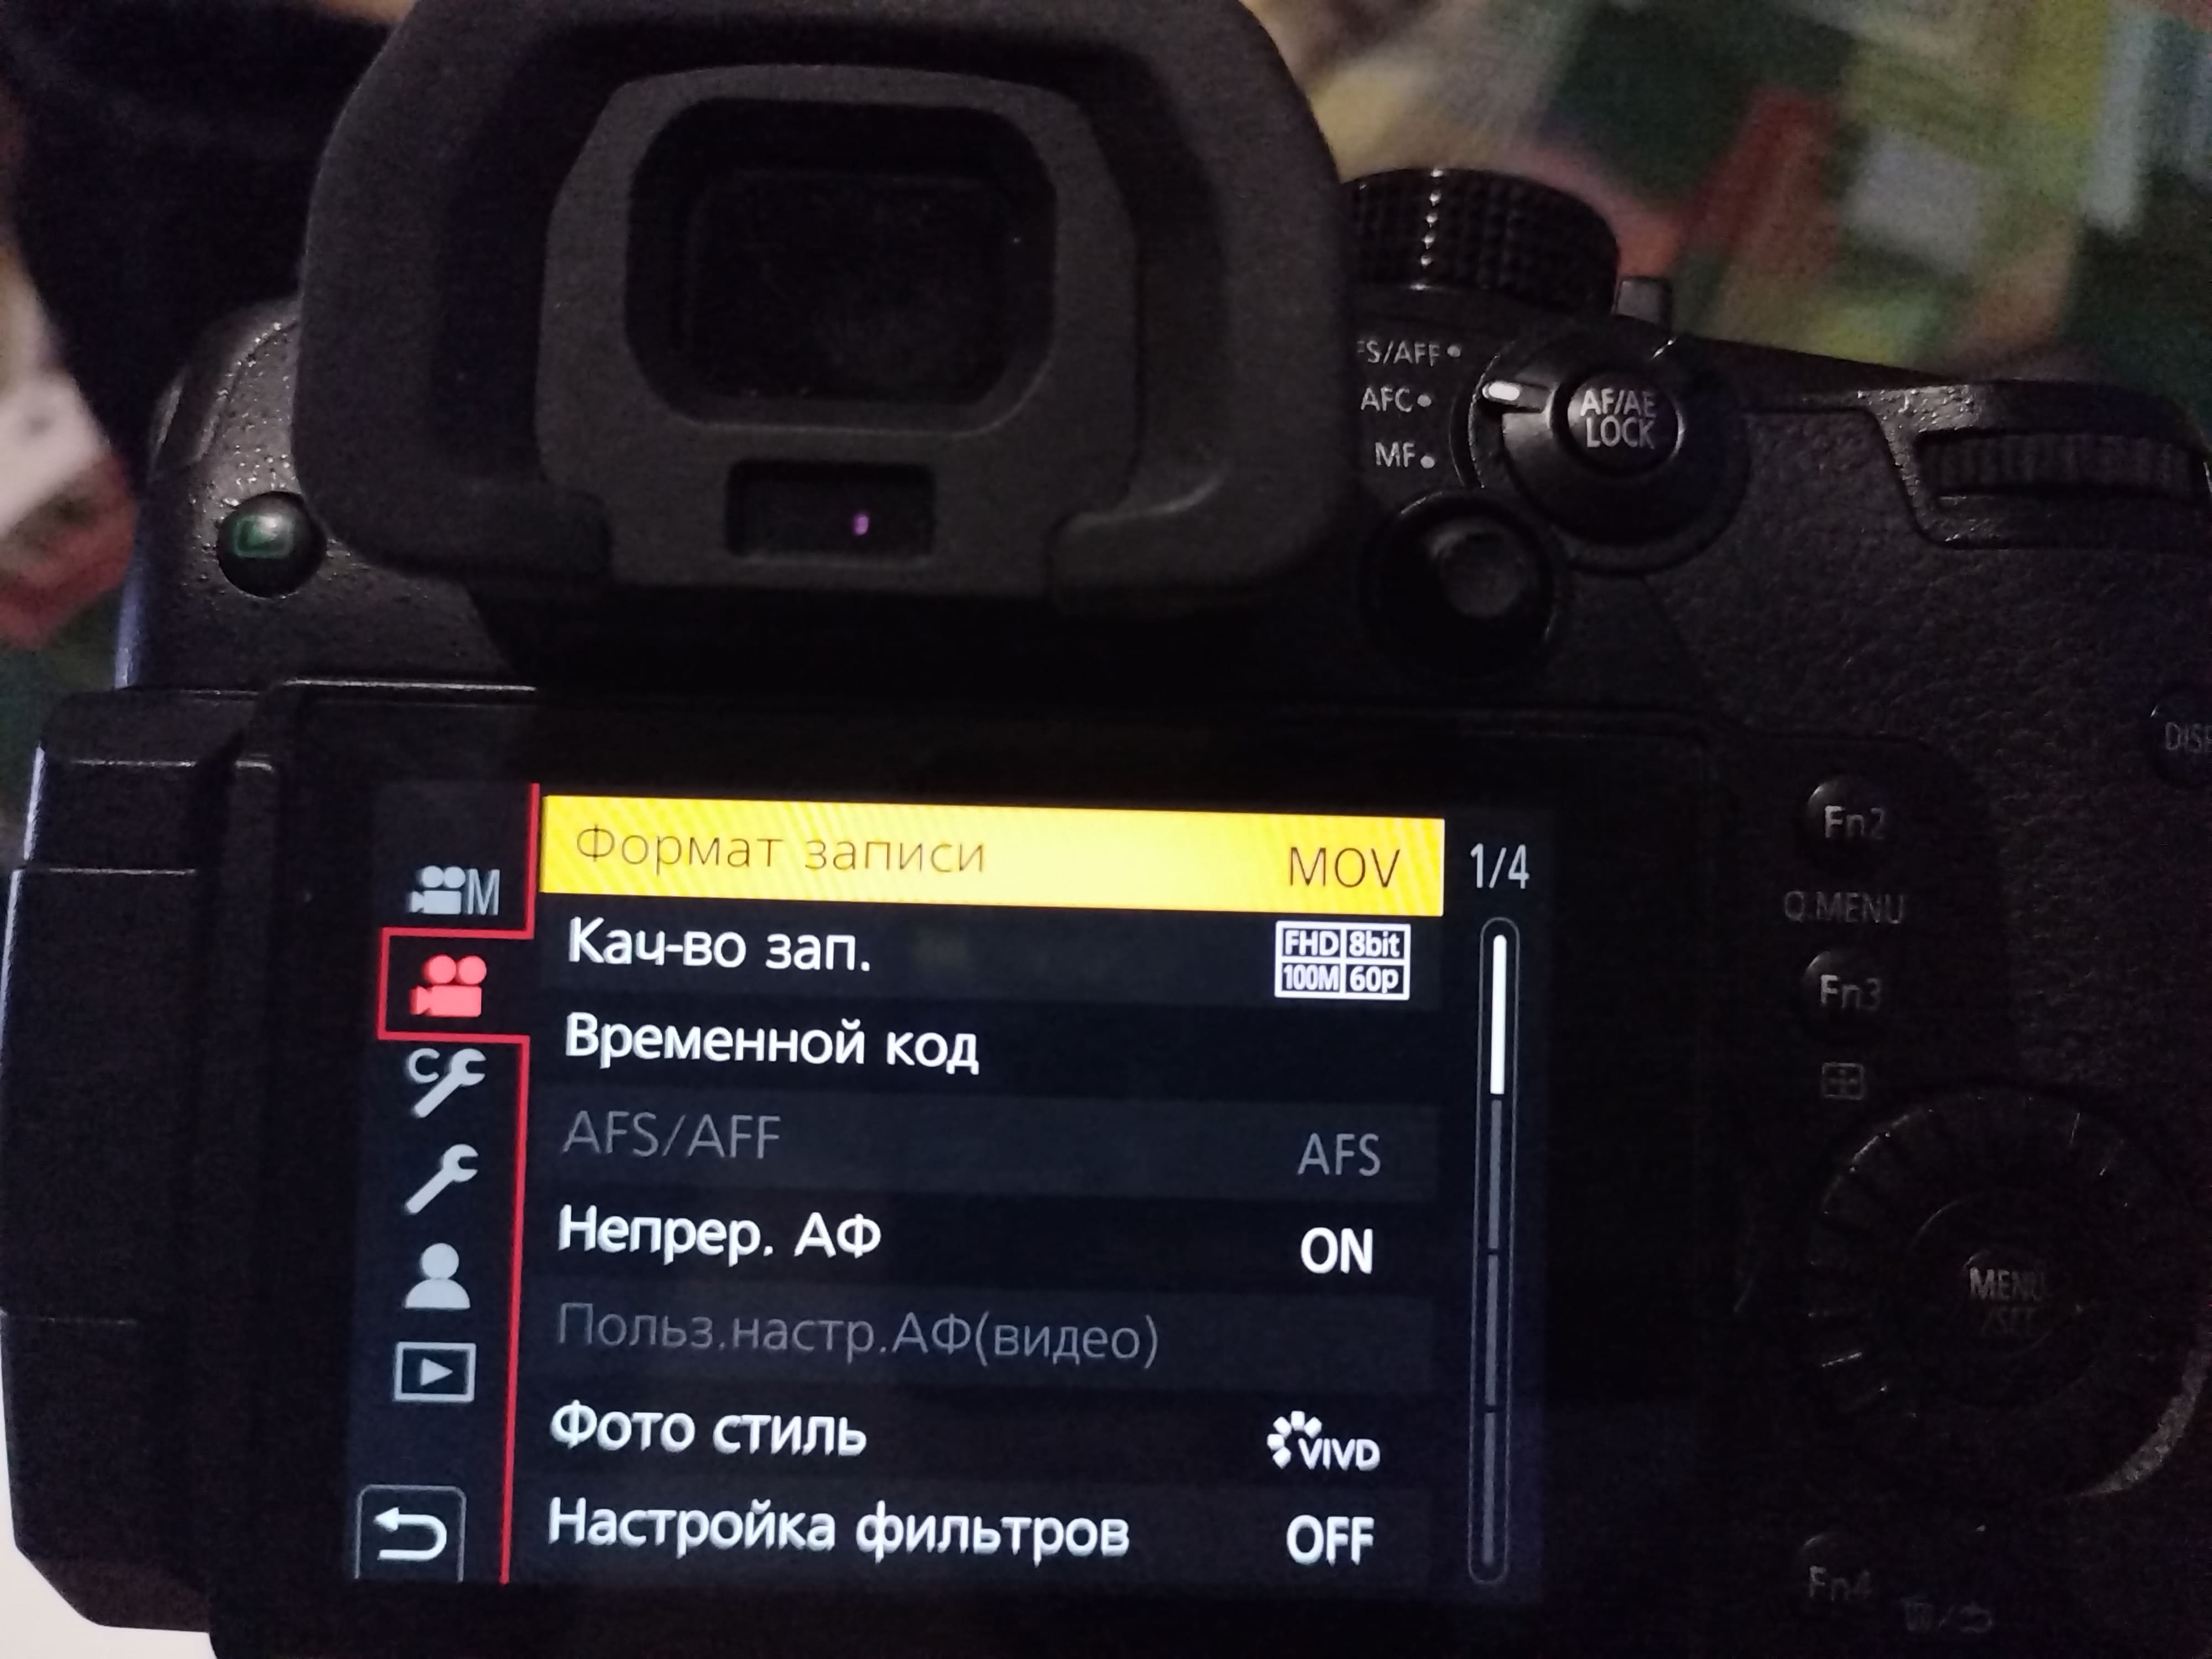 S/AFF
AFC
MF
AF/AE
LOCK
Формат записи MOV 1/4
M
Кач-во зап. FHD 8bit
100M 60p
Временной код
C
AFS/AFF AFS
Непрер. АФ ON
Польз.настр.АФ(видео)
Фото стиль VIVD
Настройка фильтров OFF
Fn2
Q.MENU
Fn3
MENU
/SET
Fn4